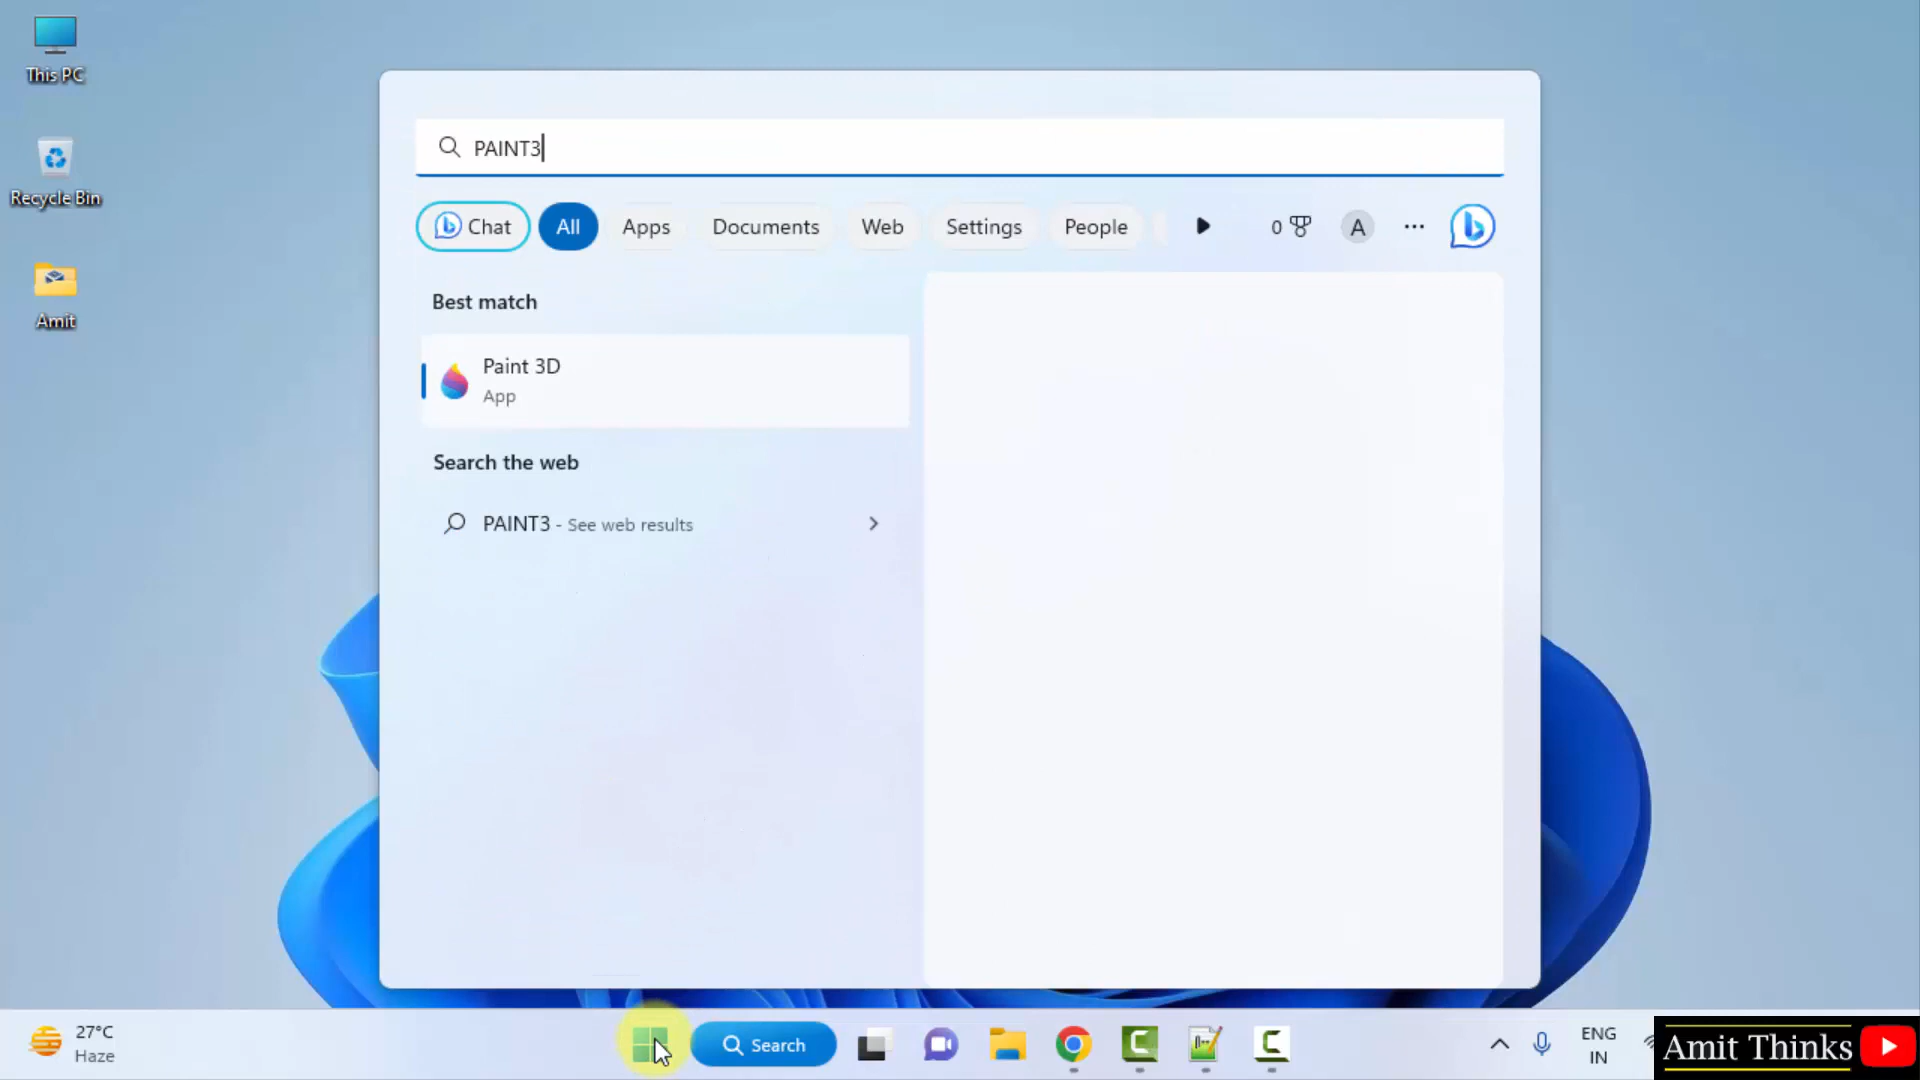 This PC
Recycle Bin
Amit
PAINT3
Chat
All
Apps
Documents
Web
Settings
People
0
A
Best match
Paint 3D
App
Search the web
PAINT3 - See web results
27°C
Haze
Search
ENG
IN
Amit Thinks